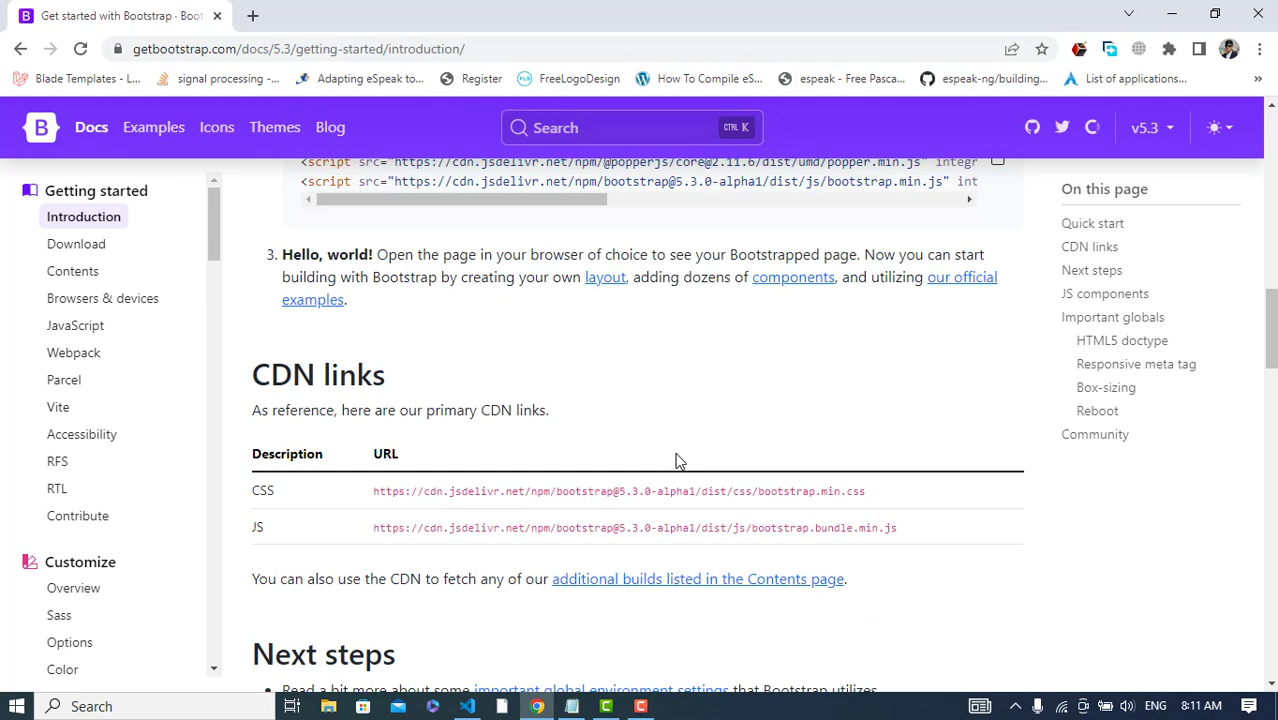 Get started with Bootstrap · Boot
getbootstrap.com/docs/5.3/getting-started/introduction/
Blade Templates - L...
signal processing -...
Adapting eSpeak to...
Register
FreeLogoDesign
How To Compile eS...
espeak - Free Pasca...
espeak-ng/building...
List of applications...
B Docs Examples Icons Themes Blog
Search CTRL K
v5.3
Getting started
Introduction
Download
Contents
Browsers & devices
JavaScript
Webpack
Parcel
Vite
Accessibility
RFS
RTL
Contribute
Customize
Overview
Sass
Options
Color
<script src="https://cdn.jsdelivr.net/npm/@popperjs/core@2.11.6/dist/umd/popper.min.js" integr
<script src="https://cdn.jsdelivr.net/npm/bootstrap@5.3.0-alpha1/dist/js/bootstrap.min.js" int
3. Hello, world! Open the page in your browser of choice to see your Bootstrapped page. Now you can start
building with Bootstrap by creating your own layout, adding dozens of components, and utilizing our official
examples.
CDN links
As reference, here are our primary CDN links.
Description URL
CSS https://cdn.jsdelivr.net/npm/bootstrap@5.3.0-alpha1/dist/css/bootstrap.min.css
JS https://cdn.jsdelivr.net/npm/bootstrap@5.3.0-alpha1/dist/js/bootstrap.bundle.min.js
You can also use the CDN to fetch any of our additional builds listed in the Contents page.
Next steps
Read a bit more about some important global environment settings that Bootstrap utilizes.
On this page
Quick start
CDN links
Next steps
JS components
Important globals
HTML5 doctype
Responsive meta tag
Box-sizing
Reboot
Community
Search
ENG 8:11 AM